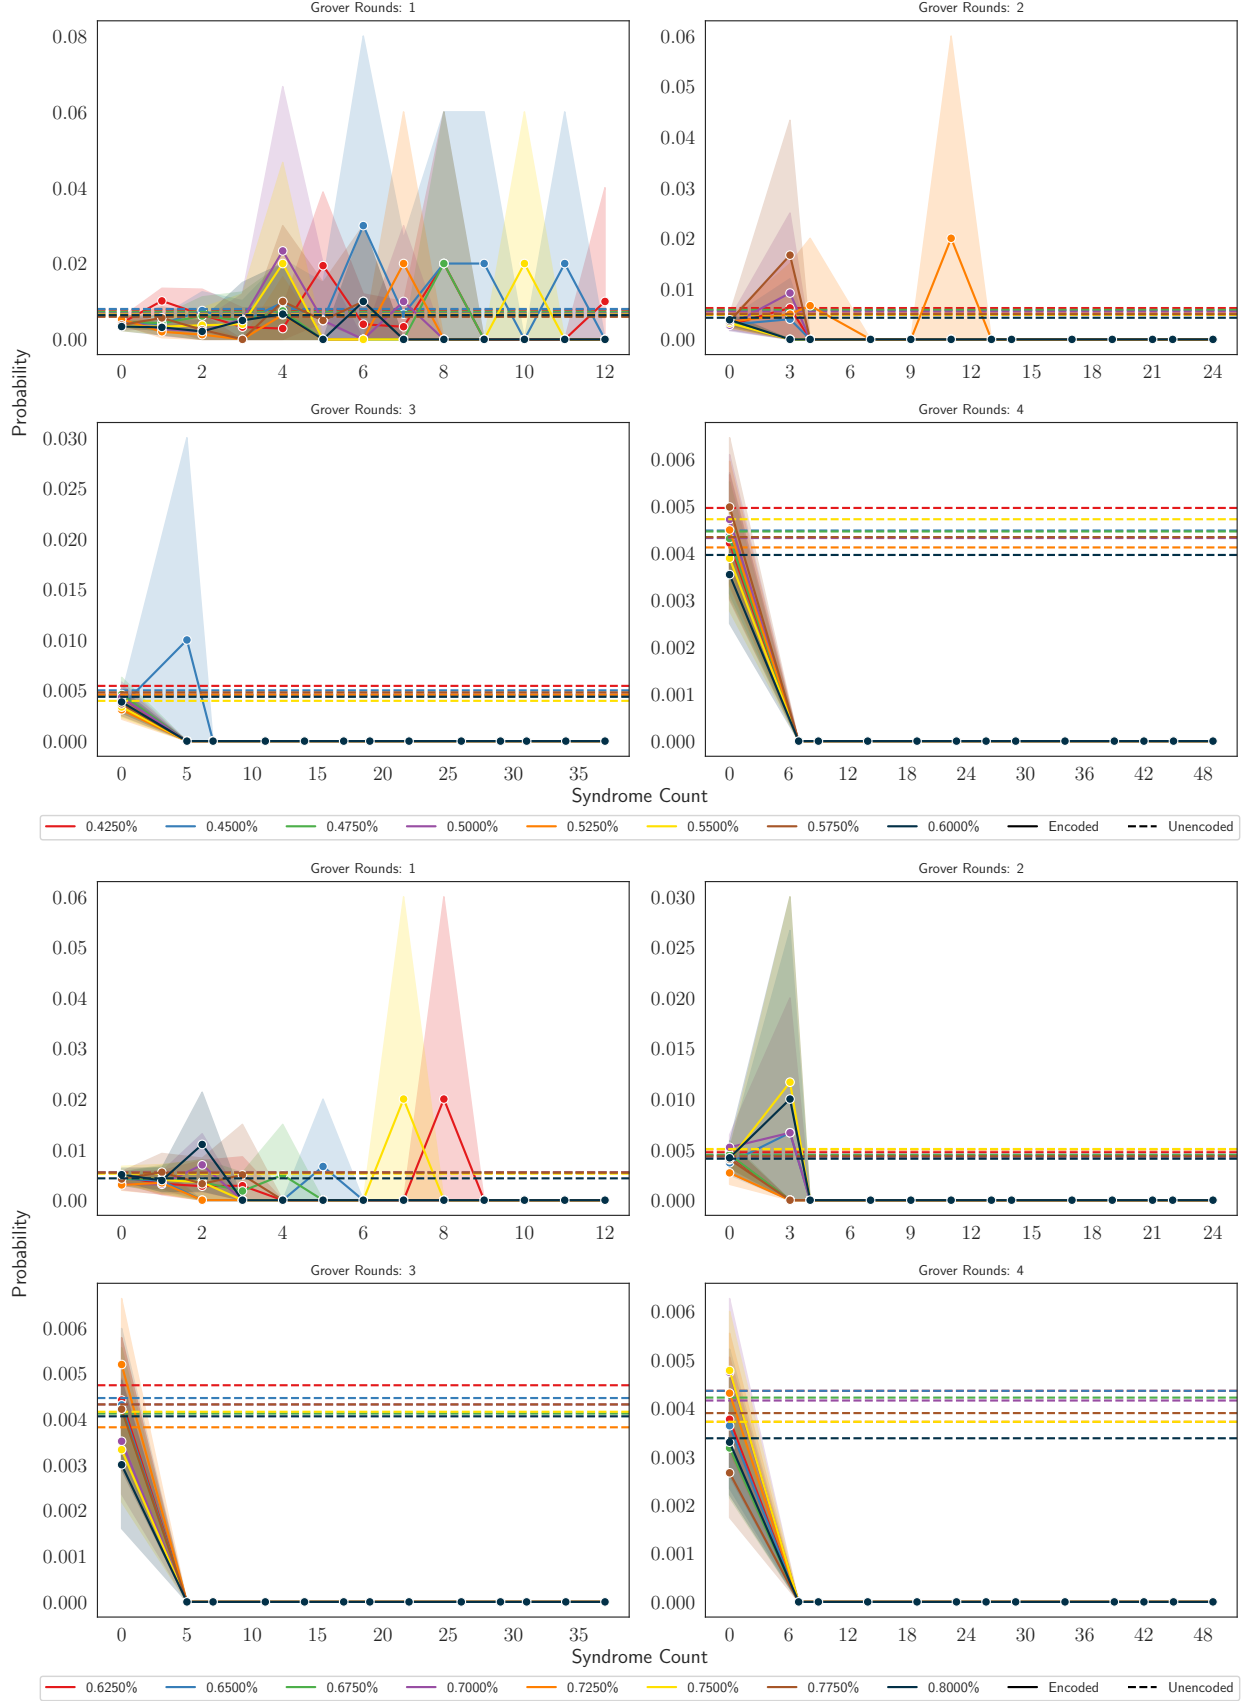 Grover Rounds: 1
0.08
0.06
0.04
0.02
0.00
0 2 4 6 8 10 12
Grover Rounds: 2
0.06
0.05
0.04
0.03
0.02
0.01
0.00
0 3 6 9 12 15 18 21 24
Probability
Grover Rounds: 3
0.030
0.025
0.020
0.015
0.010
0.005
0.000
0 5 10 15 20 25 30 35
Grover Rounds: 4
0.006
0.005
0.004
0.003
0.002
0.001
0.000
0 6 12 18 24 30 36 42 48
Syndrome Count
0.4250% 0.4500% 0.4750% 0.5000% 0.5250% 0.5500% 0.5750% 0.6000% Encoded Unencoded
Grover Rounds: 1
0.06
0.05
0.04
0.03
0.02
0.01
0.00
0 2 4 6 8 10 12
Grover Rounds: 2
0.030
0.025
0.020
0.015
0.010
0.005
0.000
0 3 6 9 12 15 18 21 24
Probability
Grover Rounds: 3
0.006
0.005
0.004
0.003
0.002
0.001
0.000
0 5 10 15 20 25 30 35
Grover Rounds: 4
0.006
0.005
0.004
0.003
0.002
0.001
0.000
0 6 12 18 24 30 36 42 48
Syndrome Count
0.6250% 0.6500% 0.6750% 0.7000% 0.7250% 0.7500% 0.7750% 0.8000% Encoded Unencoded